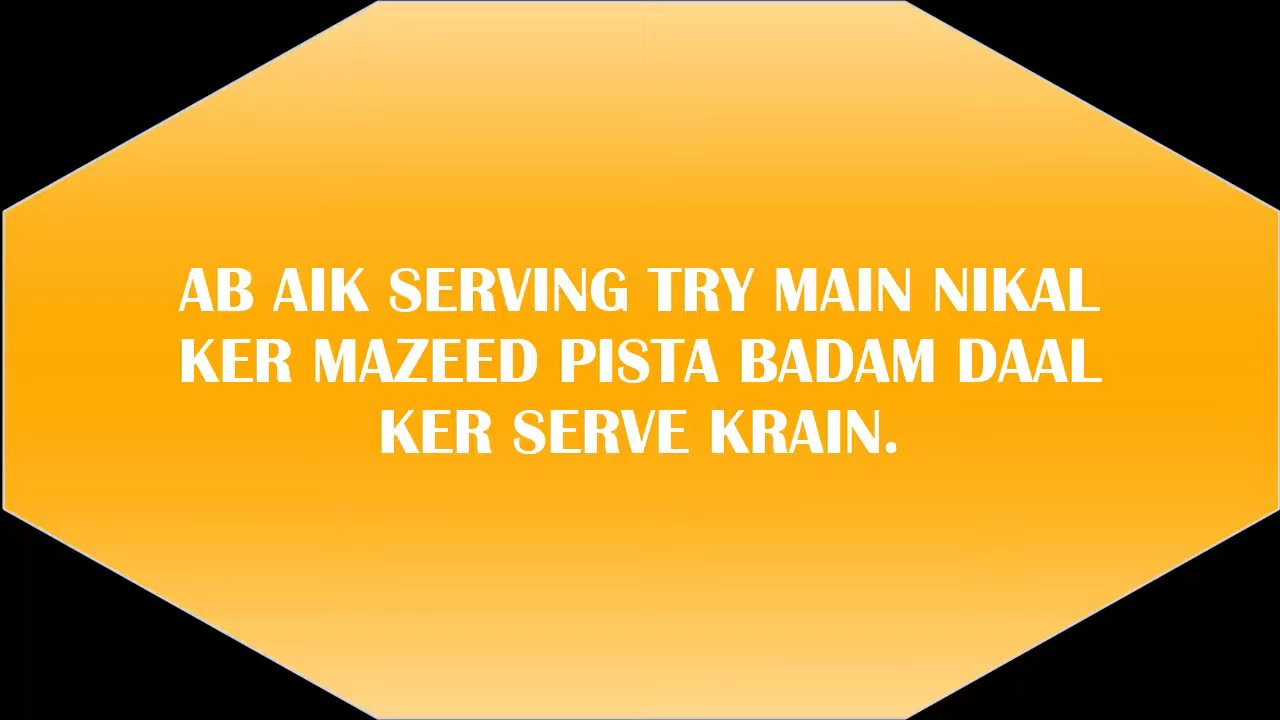 AB AIK SERVING TRY MAIN NIKAL
KER MAZEED PISTA BADAM DAAL
KER SERVE KRAIN.